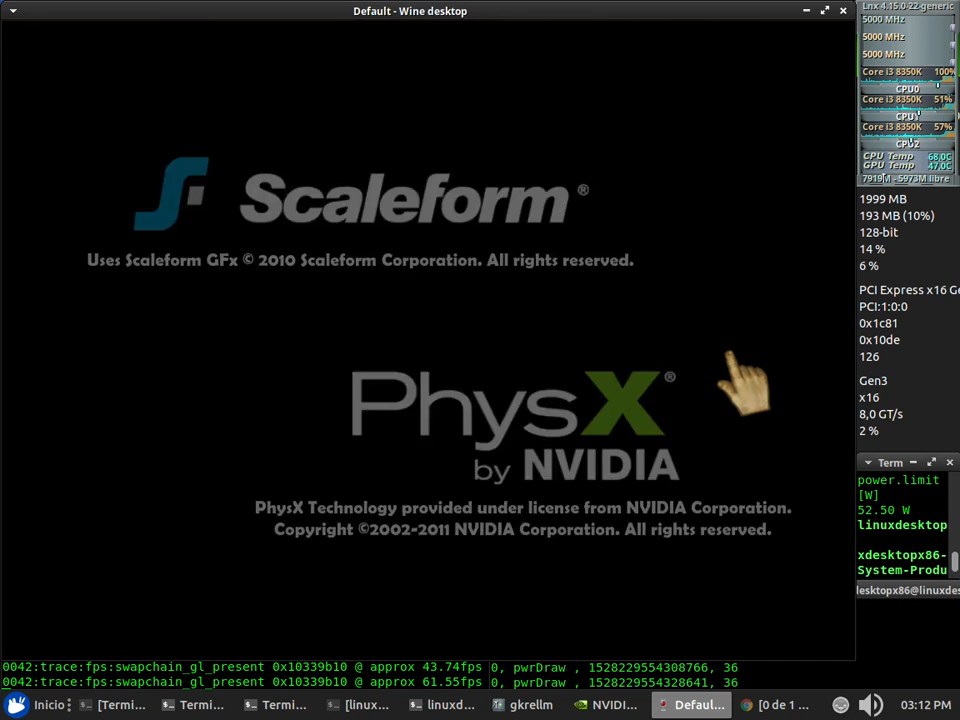 Default - Wine desktop
Scaleform®
Uses Scaleform GFx © 2010 Scaleform Corporation. All rights reserved.
PhysX®
by NVIDIA
PhysX Technology provided under license from NVIDIA Corporation.
Copyright ©2002-2011 NVIDIA Corporation. All rights reserved.
Lnx 4.15.0-22-generic
5000 MHz
5000 MHz
5000 MHz
Core i3 8350K 100%
CPU0
Core i3 8350K 51%
CPU1
Core i3 8350K 57%
CPU2
CPU Temp 68,0C
GPU Temp 47,0C
7919M - 5973M libre
1999 MB
193 MB (10%)
128-bit
14 %
6 %
PCI Express x16 Ge
PCI:1:0:0
0x1c81
0x10de
126
Gen3
x16
8,0 GT/s
2 %
Term
power.limit
[W]
52.50 W
linuxdesktop
xdesktopx86-
System-Produ
desktopx86@linuxdes
0042:trace:fps:swapchain_gl_present 0x10339b10 @ approx 43.74fps
0042:trace:fps:swapchain_gl_present 0x10339b10 @ approx 61.55fps
0, pwrDraw , 1528229554308766, 36
0, pwrDraw , 1528229554328641, 36
Inicio [Termi... Termi... Termi... [linux... linuxd... gkrellm NVIDI... Defaul... [0 de 1 ... 03:12 PM